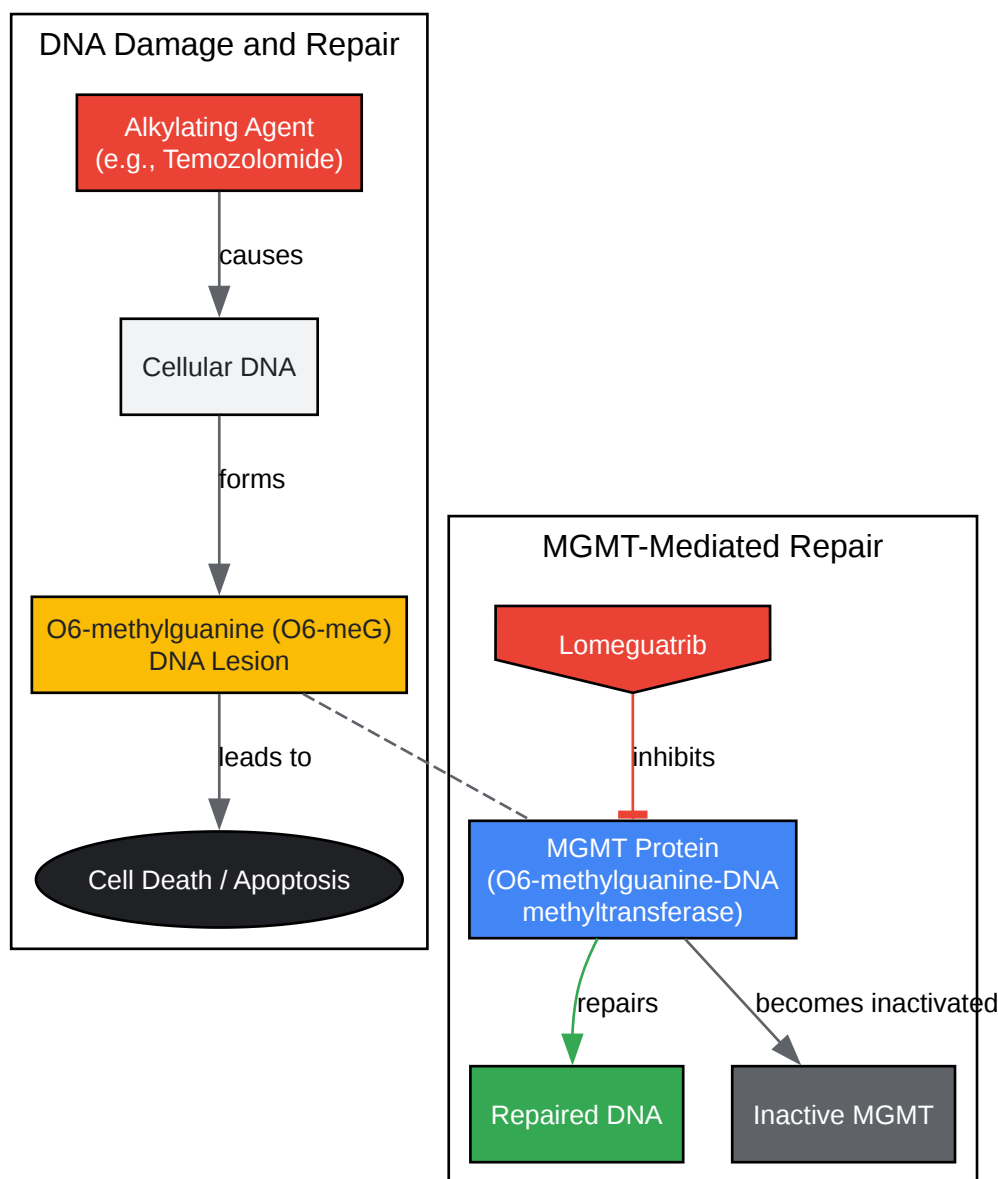 DNA Damage and Repair
Alkylating Agent
(e.g., Temozolomide)
causes
Cellular DNA
forms
O6-methylguanine (O6-meG)
DNA Lesion
leads to
Cell Death / Apoptosis
MGMT-Mediated Repair
Lomeguatrib
inhibits
MGMT Protein
(O6-methylguanine-DNA
methyltransferase)
repairs
becomes inactivated
Repaired DNA
Inactive MGMT